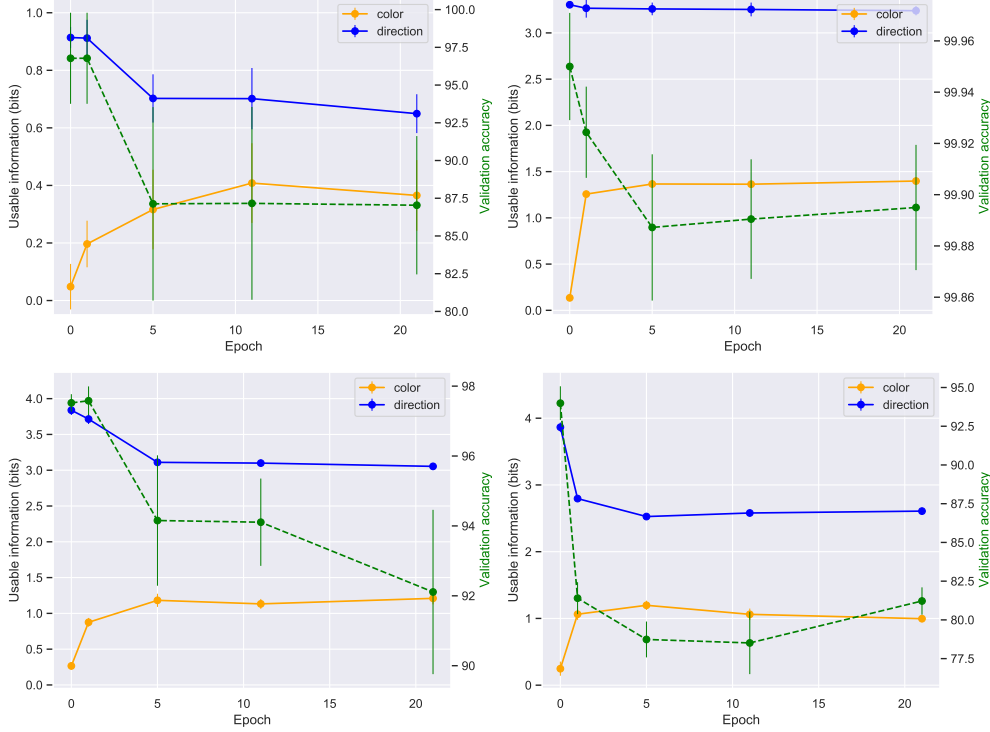 1.0
0.8
0.6
0.4
0.2
0.0
0 5 10 15 20
Epoch
Usable information (bits)
color
direction
100.0
97.5
95.0
92.5
90.0
87.5
85.0
82.5
80.0
Validation accuracy
3.0
2.5
2.0
1.5
1.0
0.5
0.0
0 5 10 15 20
Epoch
Usable information (bits)
color
direction
99.96
99.94
99.92
99.90
99.88
99.86
Validation accuracy
4.0
3.5
3.0
2.5
2.0
1.5
1.0
0.5
0.0
0 5 10 15 20
Epoch
Usable information (bits)
color
direction
98
96
94
92
90
Validation accuracy
4
3
2
1
0
0 5 10 15 20
Epoch
Usable information (bits)
color
direction
95.0
92.5
90.0
87.5
85.0
82.5
80.0
77.5
Validation accuracy